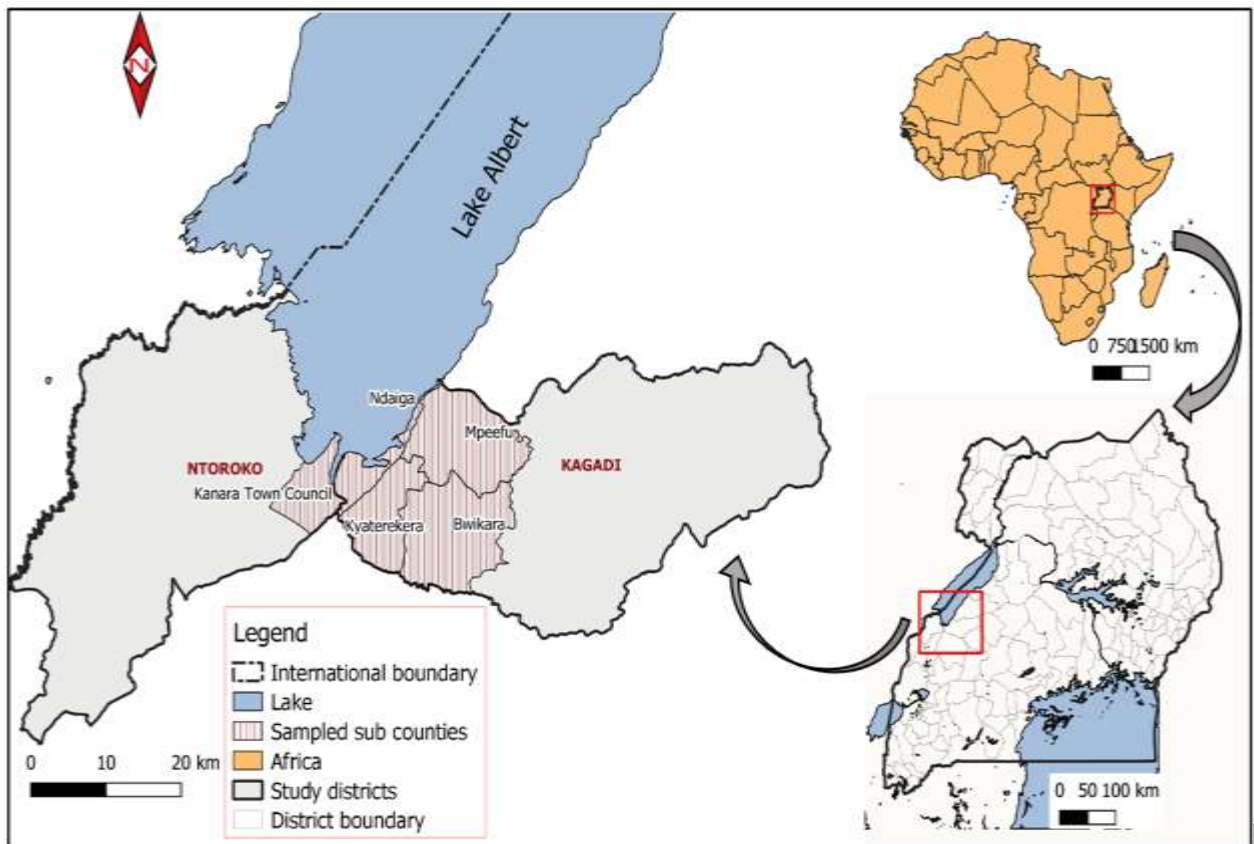 N
Lake Albert
0 750 1500 km
Ndaiga
Mpeefu
NTOROKO
KAGADI
Kanara Town Council
Kyaterekera
Bwikara
Legend
International boundary
Lake
Sampled sub counties
Africa
Study districts
District boundary
0 10 20 km
0 50 100 km